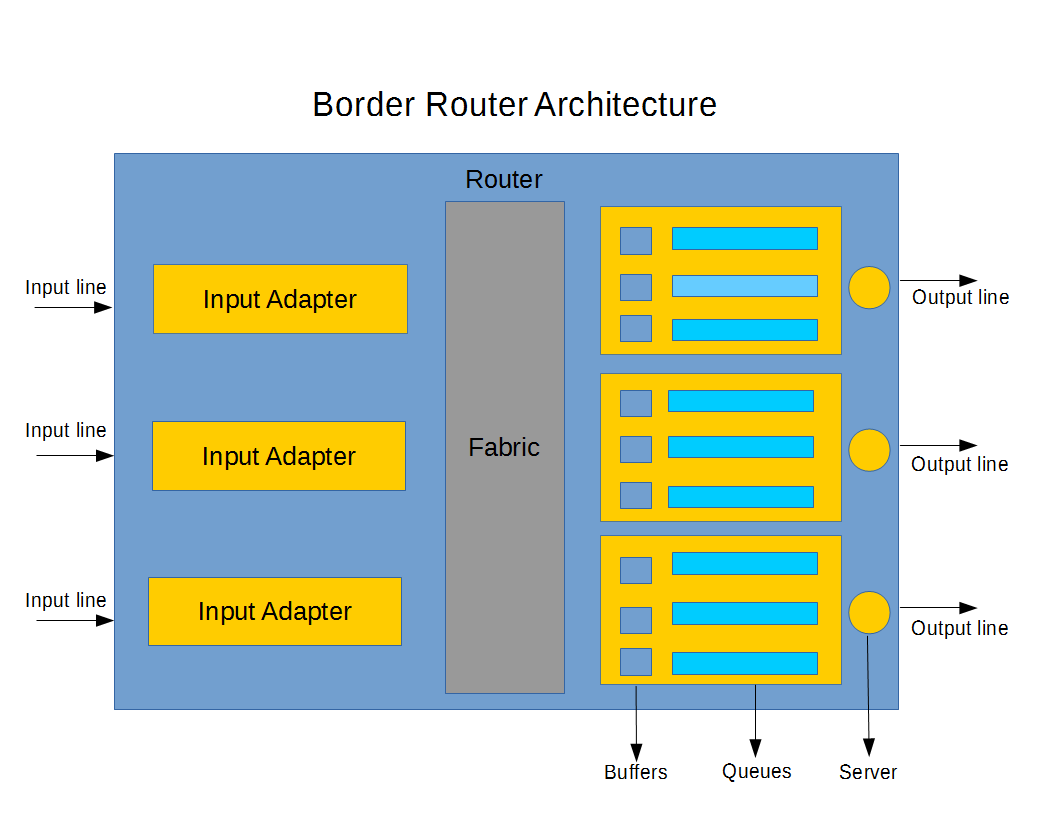 Border Router Architecture
Router
Input line
Input Adapter
Output line
Input line
Input Adapter
Fabric
Output line
Input line
Input Adapter
Output line
Buffers
Queues
Server